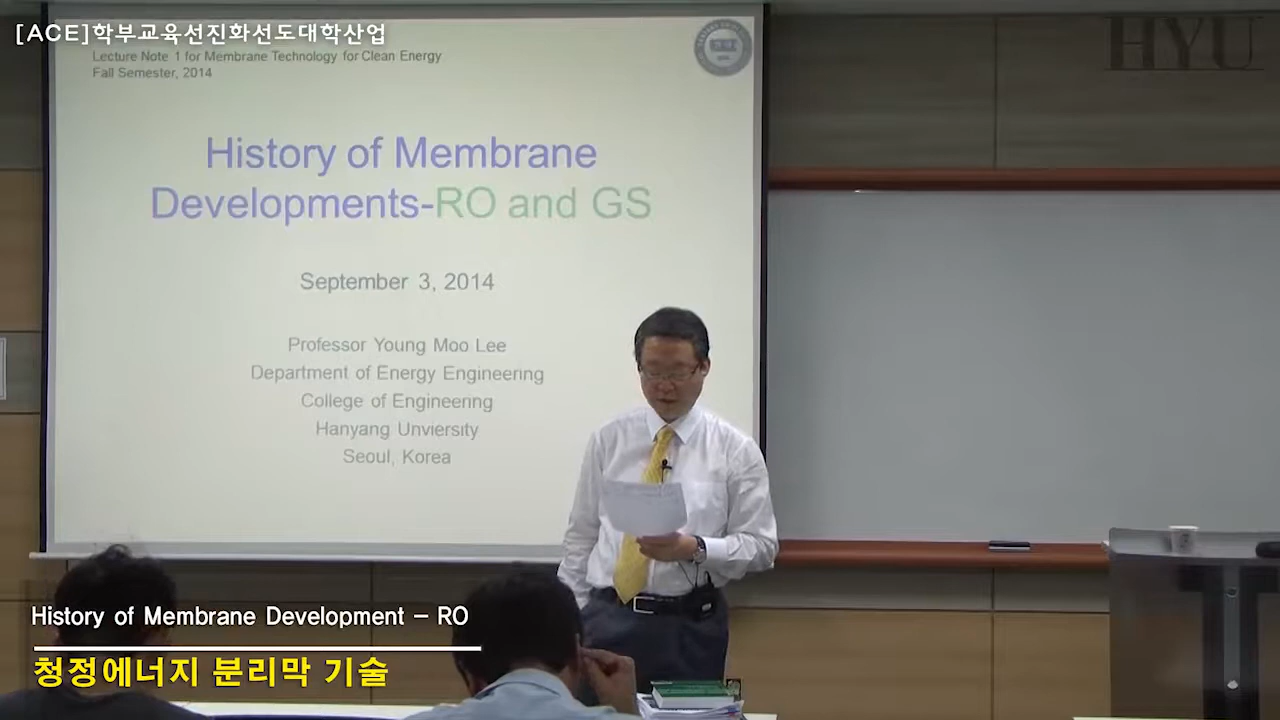 [ACE]학부교육선진화선도대학산업
HYU
Lecture Note 1 for Membrane Technology for Clean Energy
Fall Semester, 2014
History of Membrane
Developments-RO and GS
September 3, 2014
Professor Young Moo Lee
Department of Energy Engineering
College of Engineering
Hanyang Unviersity
Seoul, Korea
History of Membrane Development - RO
청정에너지 분리막 기술